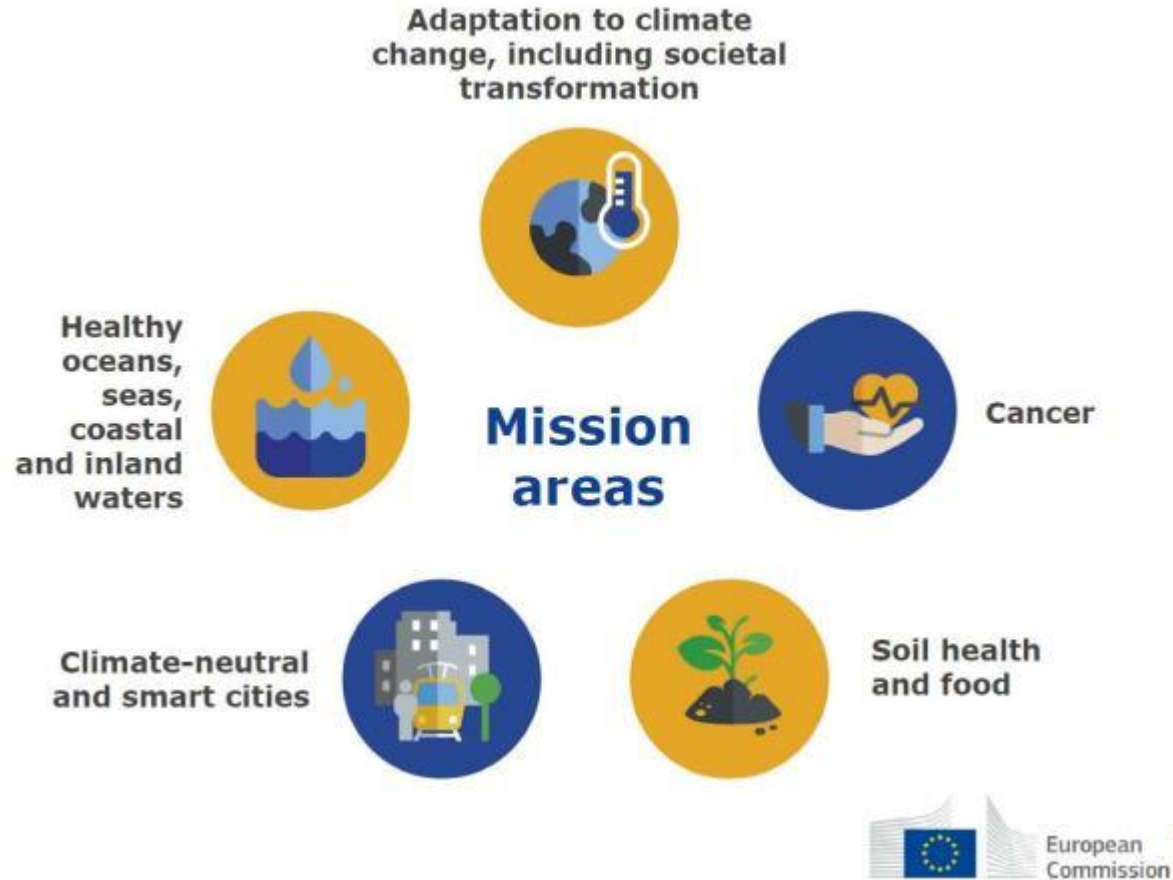 Adaptation to climate
change, including societal
transformation
Healthy
oceans,
seas,
coastal
and inland
waters
Mission
areas
Cancer
Climate-neutral
and smart cities
Soil health
and food
European
Commission